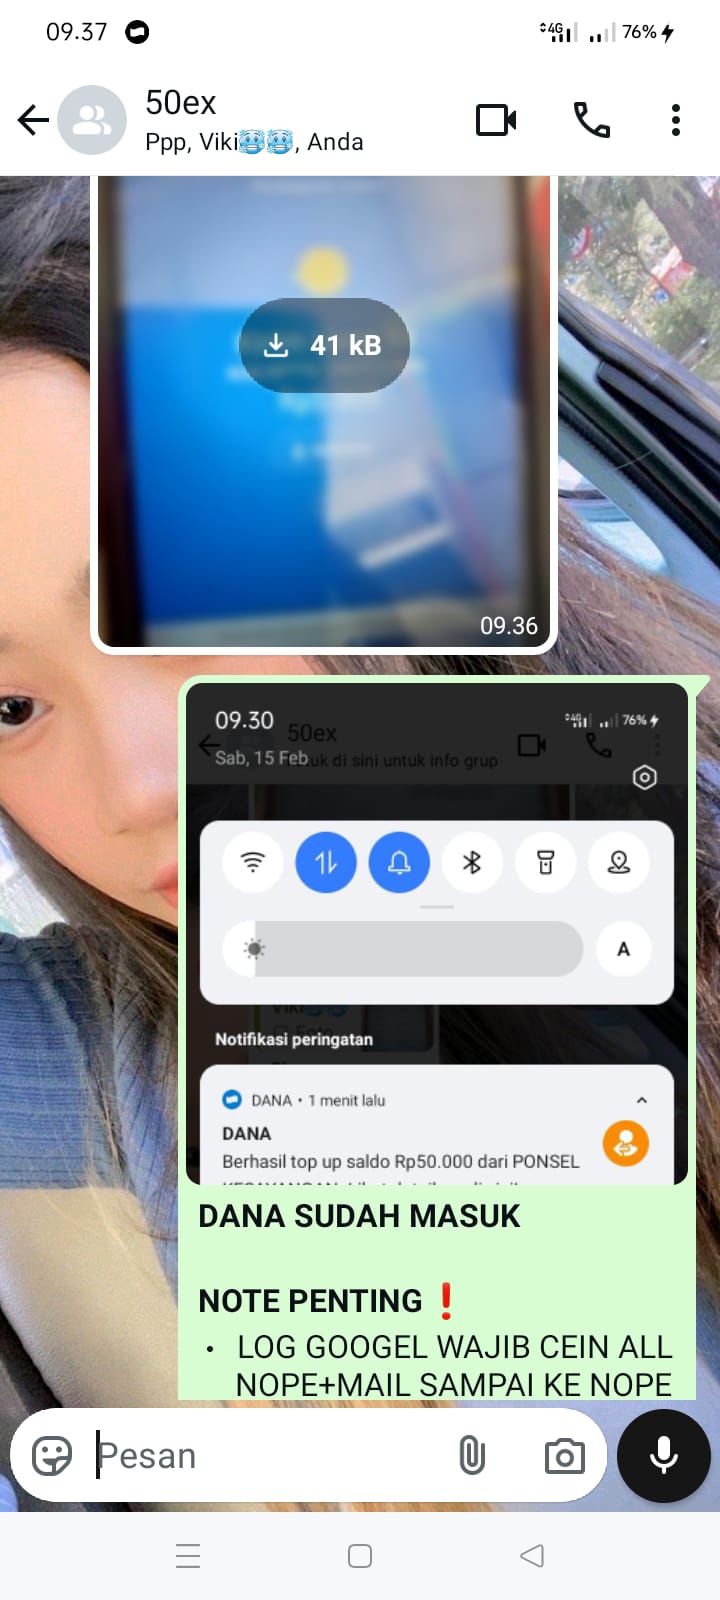 09.37 4G 76%
50ex
Ppp, Viki🥶🥶, Anda
41 kB
09.36
09.30 4G 76%
50ex
Sab, 15 Feb
uk di sini untuk info grup
A
Notifikasi peringatan
DANA • 1 menit lalu
DANA
Berhasil top up saldo Rp50.000 dari PONSEL
DANA SUDAH MASUK
NOTE PENTING❗
• LOG GOOGEL WAJIB CEIN ALL
NOPE+MAIL SAMPAI KE NOPE
Pesan